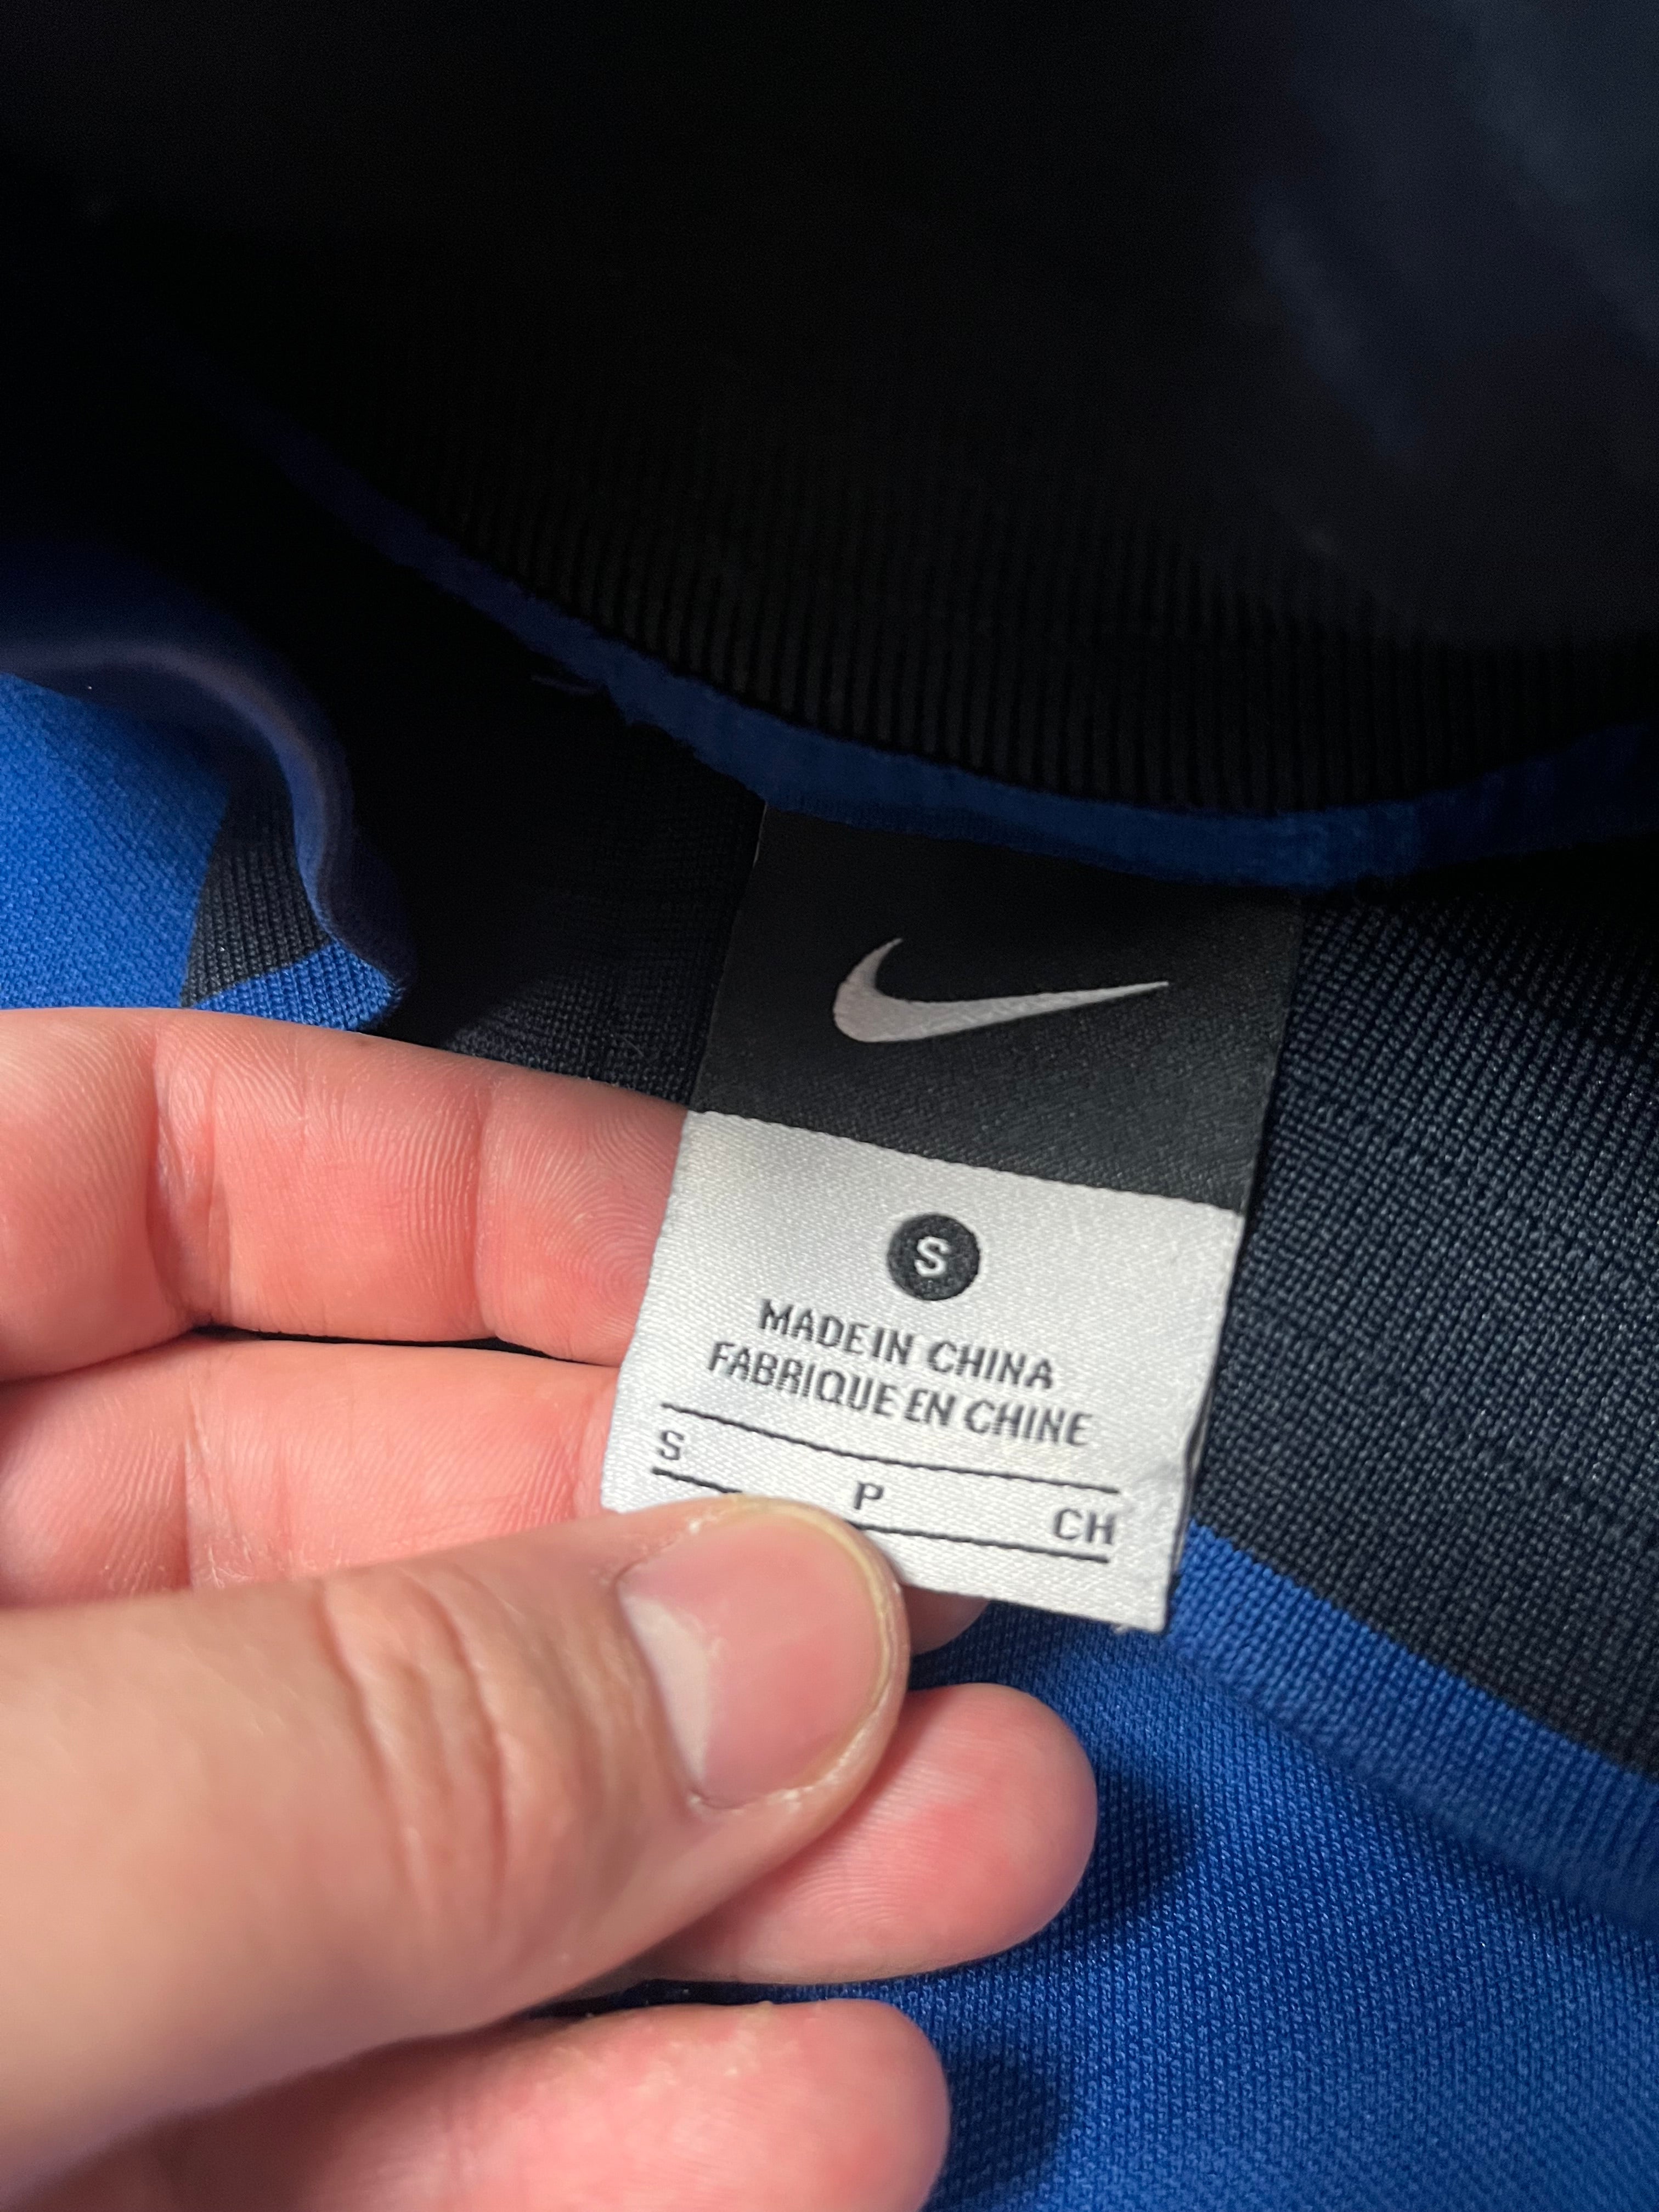 S
MADE IN CHINA
FABRIQUE EN CHINE
S P CH